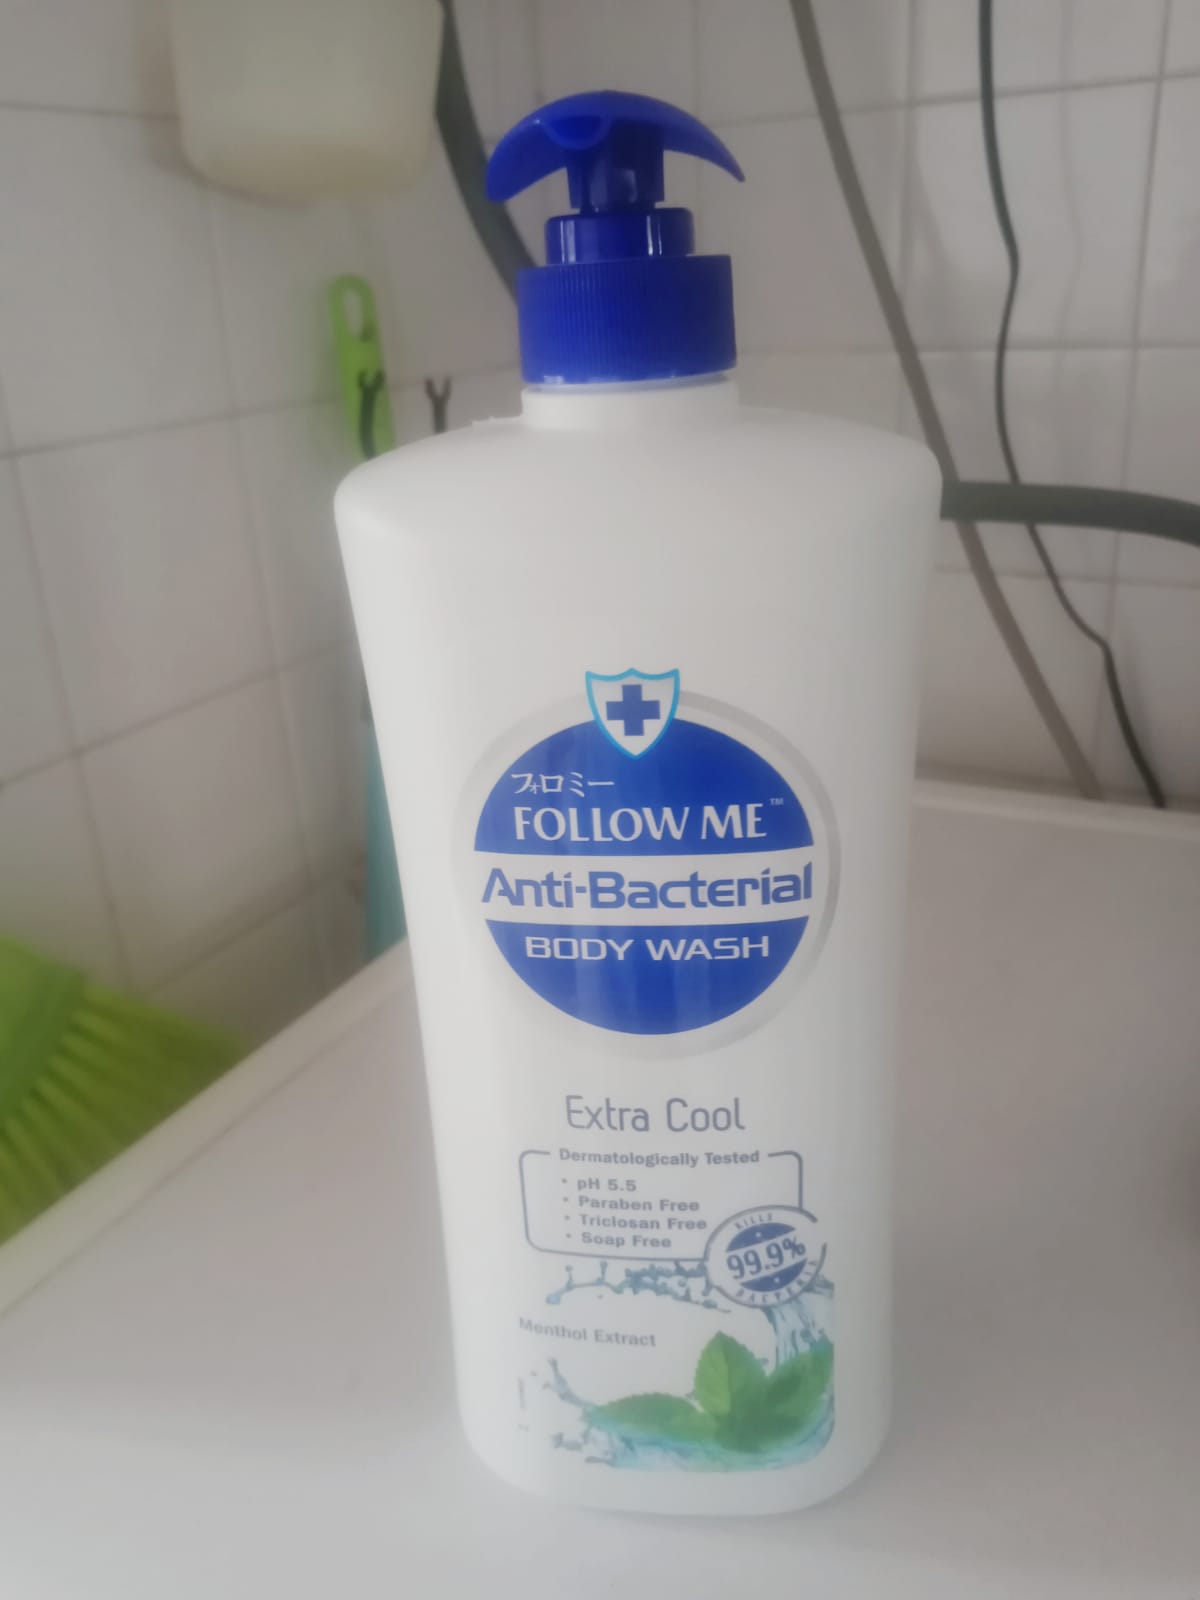 フォロミー
FOLLOW ME™
Anti-Bacterial
BODY WASH
Extra Cool
Dermatologically Tested
• pH 5.5
• Paraben Free
• Triclosan Free
• Soap Free
KILLS
99.9%
BACTERIA
Menthol Extract